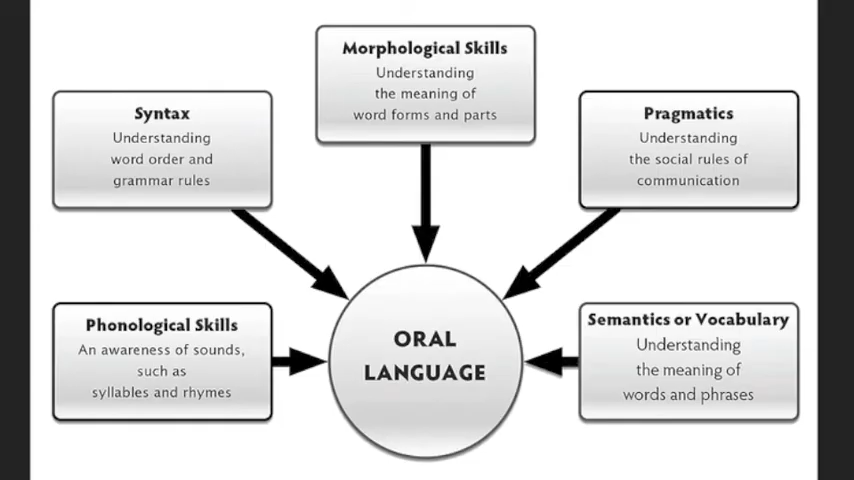 Morphological Skills
Understanding
the meaning of
word forms and parts
Syntax
Understanding
word order and
grammar rules
Pragmatics
Understanding
the social rules of
communication
Phonological Skills
An awareness of sounds,
such as
syllables and rhymes
ORAL
LANGUAGE
Semantics or Vocabulary
Understanding
the meaning of
words and phrases